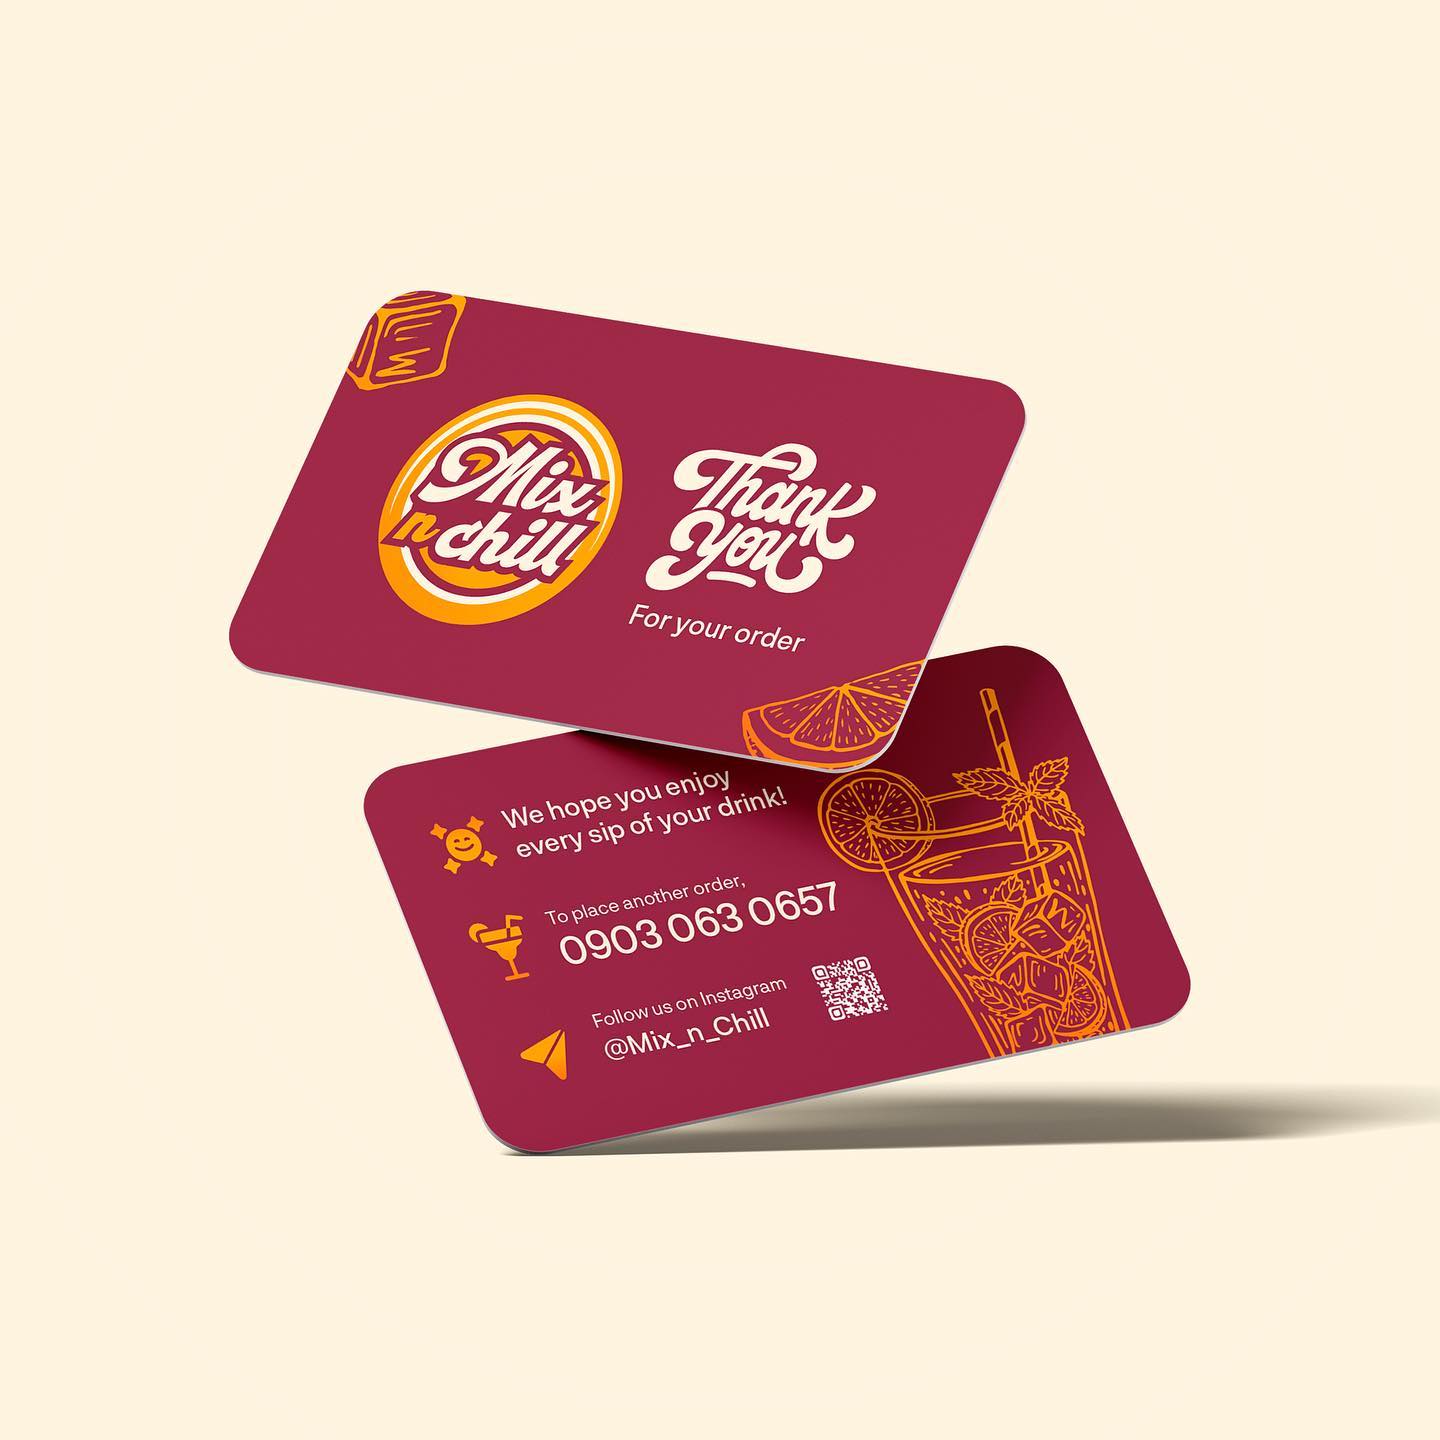 Mix
n chill
Thank
You
For your order
We hope you enjoy
every sip of your drink!
To place another order,
0903 063 0657
Follow us on Instagram
@Mix_n_Chill